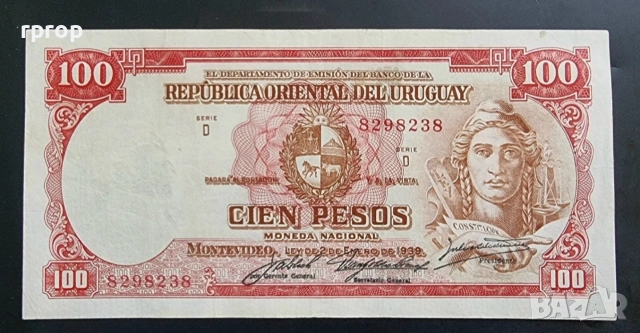 rprop
100
100
EL DEPARTAMENTO DE EMISIÓN DEL BANCO DE LA
REPÚBLICA ORIENTAL DEL URUGUAY
SERIE
D
8298238
SERIE
D
PAGARÁ AL PORTADOR Y A LA VISTA
CIEN PESOS
CONSTITUCIÓN
MONEDA NACIONAL
MONTEVIDEO, LEY DE 2 DE ENERO DE 1939.
8298238
por Gerente General
Secretario General
Presidente
100
100
BAZAR